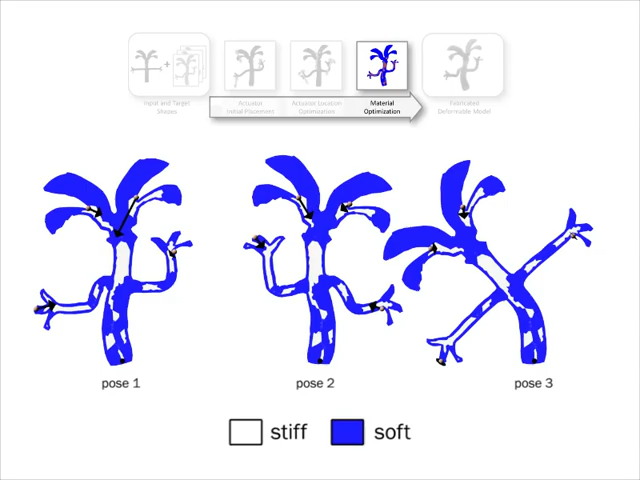 Input and Target
Shapes
Actuator
Initial Placement
Actuator Location
Optimization
Material
Optimization
Fabricated
Deformable Model
pose 1
pose 2
pose 3
stiff
soft